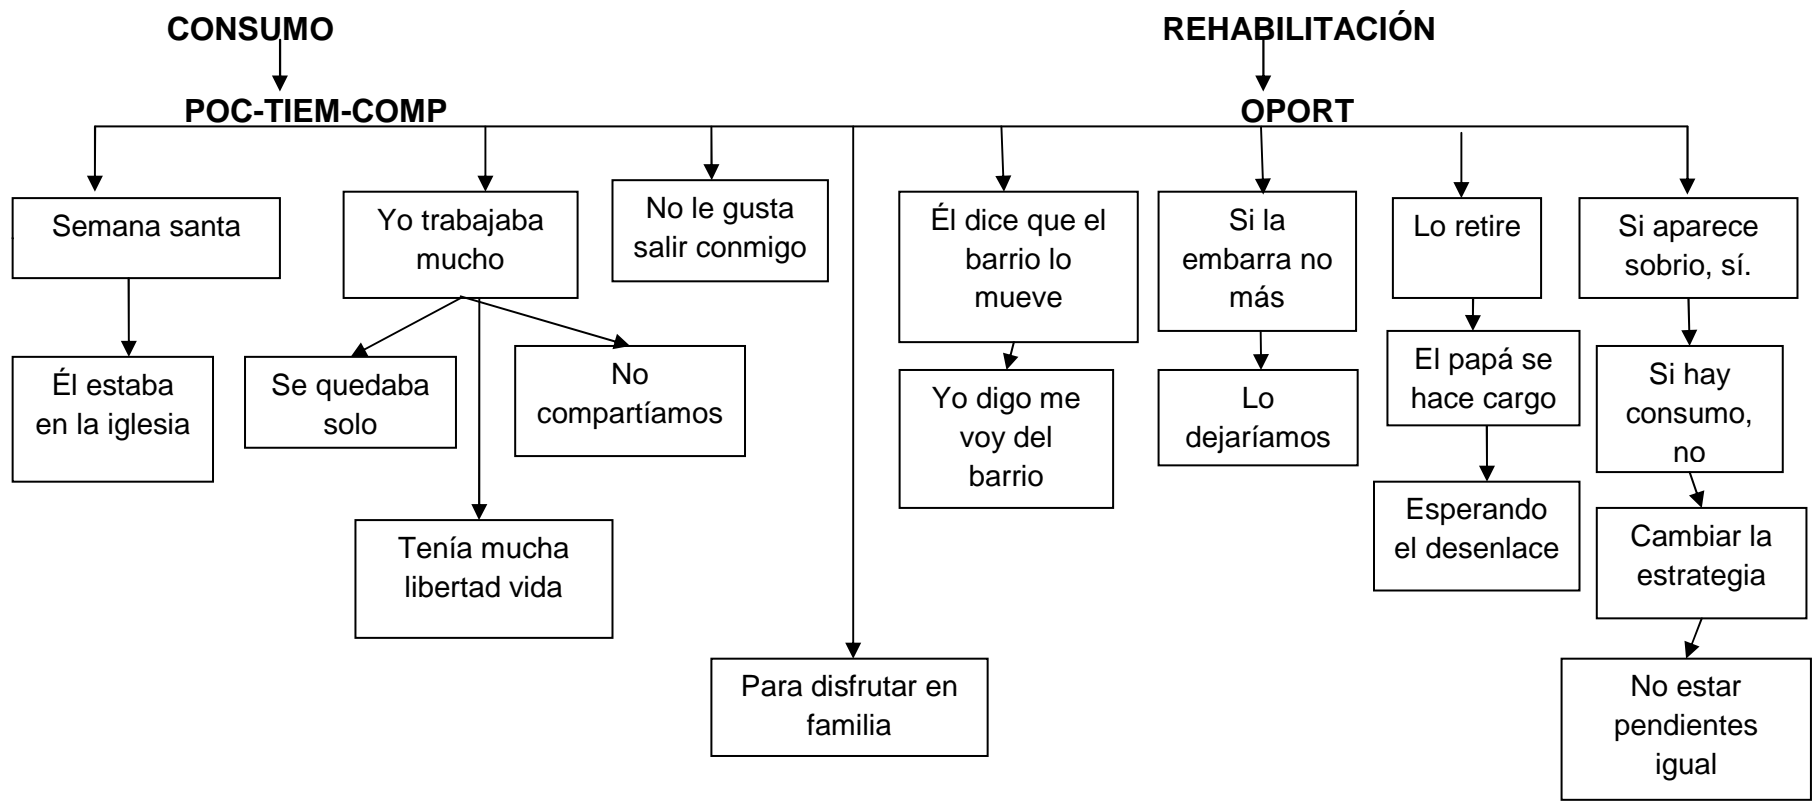 CONSUMO
REHABILITACIÓN
POC-TIEM-COMP
OPORT
Semana santa
Yo trabajaba
mucho
No le gusta
salir conmigo
Él dice que el
barrio lo
mueve
Si la
embarra no
más
Lo retire
Si aparece
sobrio, sí.
Él estaba
en la iglesia
Se quedaba
solo
No
compartíamos
Yo digo me
voy del
barrio
Lo
dejaríamos
El papá se
hace cargo
Si hay
consumo,
no
Tenía mucha
libertad vida
Esperando
el desenlace
Cambiar la
estrategia
Para disfrutar en
familia
No estar
pendientes
igual